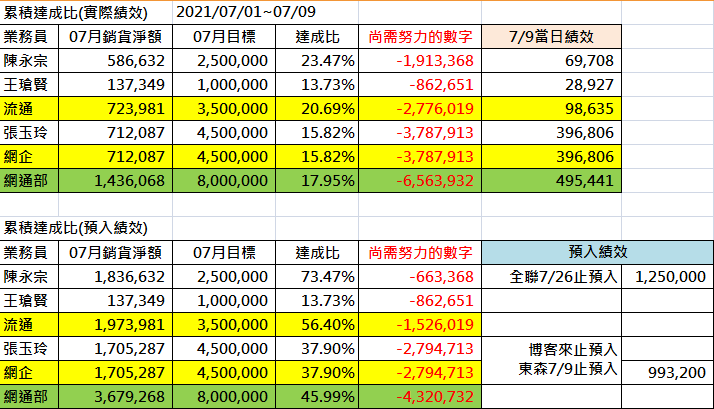 累積達成比(實際績效) 2021/07/01~07/09
業務員 07月銷貨淨額 07月目標 達成比 尚需努力的數字 7/9當日績效
陳永宗 586,632 2,500,000 23.47% -1,913,368 69,708
王瑲賢 137,349 1,000,000 13.73% -862,651 28,927
流通 723,981 3,500,000 20.69% -2,776,019 98,635
張玉玲 712,087 4,500,000 15.82% -3,787,913 396,806
網企 712,087 4,500,000 15.82% -3,787,913 396,806
網通部 1,436,068 8,000,000 17.95% -6,563,932 495,441
累積達成比(預入績效)
業務員 07月銷貨淨額 07月目標 達成比 尚需努力的數字 預入績效
陳永宗 1,836,632 2,500,000 73.47% -663,368 全聯7/26止預入 1,250,000
王瑲賢 137,349 1,000,000 13.73% -862,651
流通 1,973,981 3,500,000 56.40% -1,526,019
張玉玲 1,705,287 4,500,000 37.90% -2,794,713 博客來止預入
網企 1,705,287 4,500,000 37.90% -2,794,713 東森7/9止預入 993,200
網通部 3,679,268 8,000,000 45.99% -4,320,732